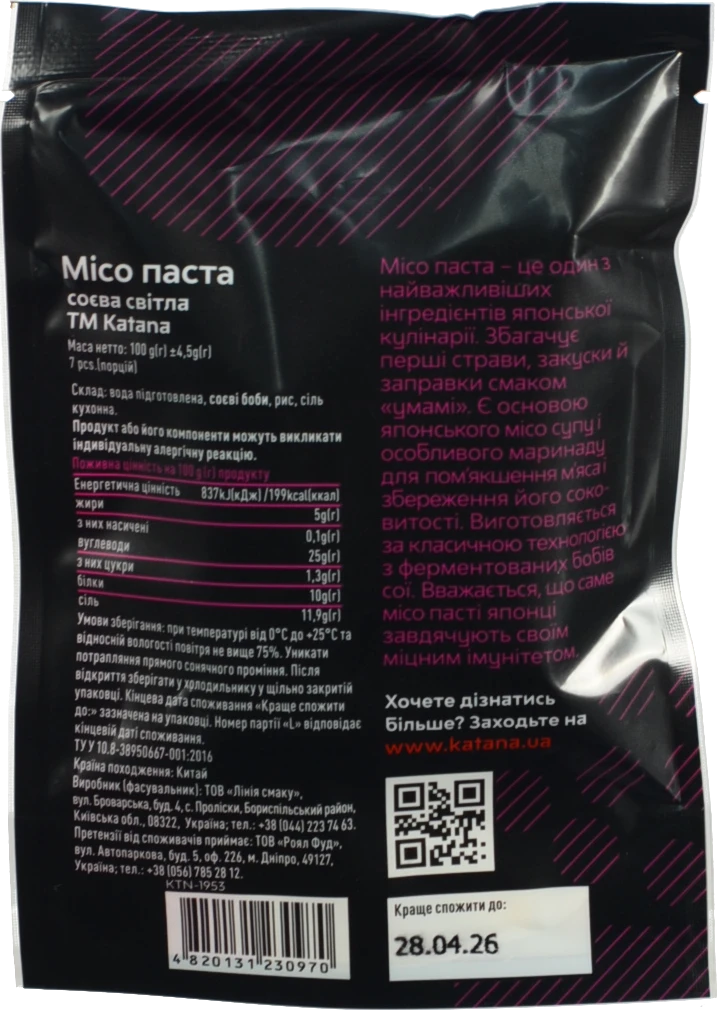 Місо паста
соєва світла
ТМ Katana
Маса нетто: 100 g(г) ±4,5g(г)
7 pcs.(порцій)
Склад: вода підготовлена, соєві боби, рис, сіль
кухонна.
Продукт або його компоненти можуть викликати
індивідуальну алергічну реакцію.
Поживна цінність на 100 g(г) продукту
Енергетична цінність 837kJ(кДж) /199kcal(ккал)
жири 5g(г)
з них насичені 0,1g(г)
вуглеводи 25g(г)
з них цукри 1,3g(г)
білки 10g(г)
сіль 11,9g(г)
Умови зберігання: при температурі від 0°С до +25°С та
відносній вологості повітря не вище 75%. Уникати
потрапляння прямого сонячного проміння. Після
відкриття зберігати у холодильнику у щільно закритій
упаковці. Кінцева дата споживання «Краще спожити
до:» зазначена на упаковці. Номер партії «L» відповідає
кінцевій даті споживання.
ТУ У 10.8-38950667-001:2016
Країна походження: Китай
Виробник (фасувальник): ТОВ «Лінія смаку»,
вул. Броварська, буд. 4, с. Проліски, Бориспільський район,
Київська обл., 08322, Україна; тел.: +38 (044) 223 74 63.
Претензії від споживачів приймає: ТОВ «Роял Фуд»,
вул. Автопаркова, буд. 5, оф. 226, м. Дніпро, 49127,
Україна; тел.: +38 (056) 785 28 12.
KTN-1953
4 820131 230970
Місо паста – це один з
найважливіших
інгредієнтів японської
кулінарії. Збагачує
перші страви, закуски й
заправки смаком
«умамі». Є основою
японського місо супу і
особливого маринаду
для пом'якшення м'яса і
збереження його соко-
витості. Виготовляється
за класичною технологією
з ферментованих бобів
сої. Вважається, що саме
місо пасті японці
завдячують своїм
міцним імунітетом.
Хочете дізнатись
більше? Заходьте на
www.katana.ua
Краще спожити до:
28.04.26